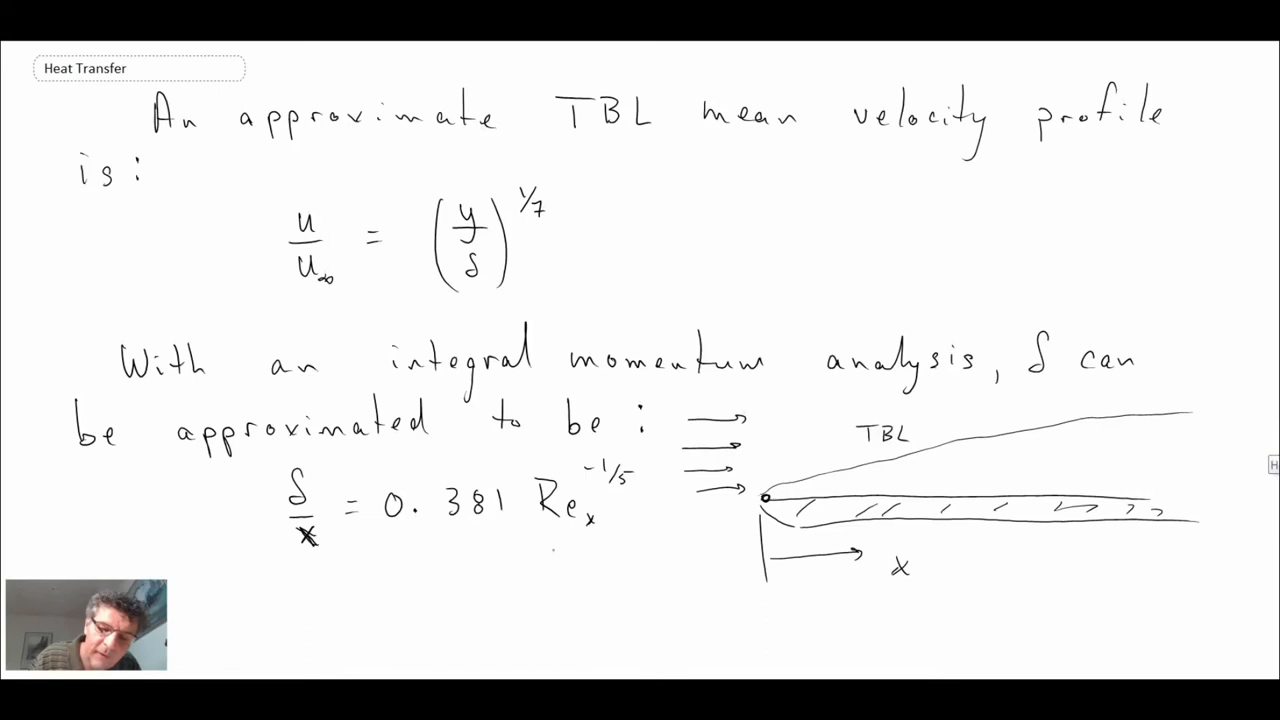 Heat Transfer
An approximate TBL mean velocity profile
is:
u/u∞ = (y/δ)^1/7
With an integral momentum analysis, δ can
be approximated to be:
TBL
δ/x = 0.381 Reₓ^-1/5
x